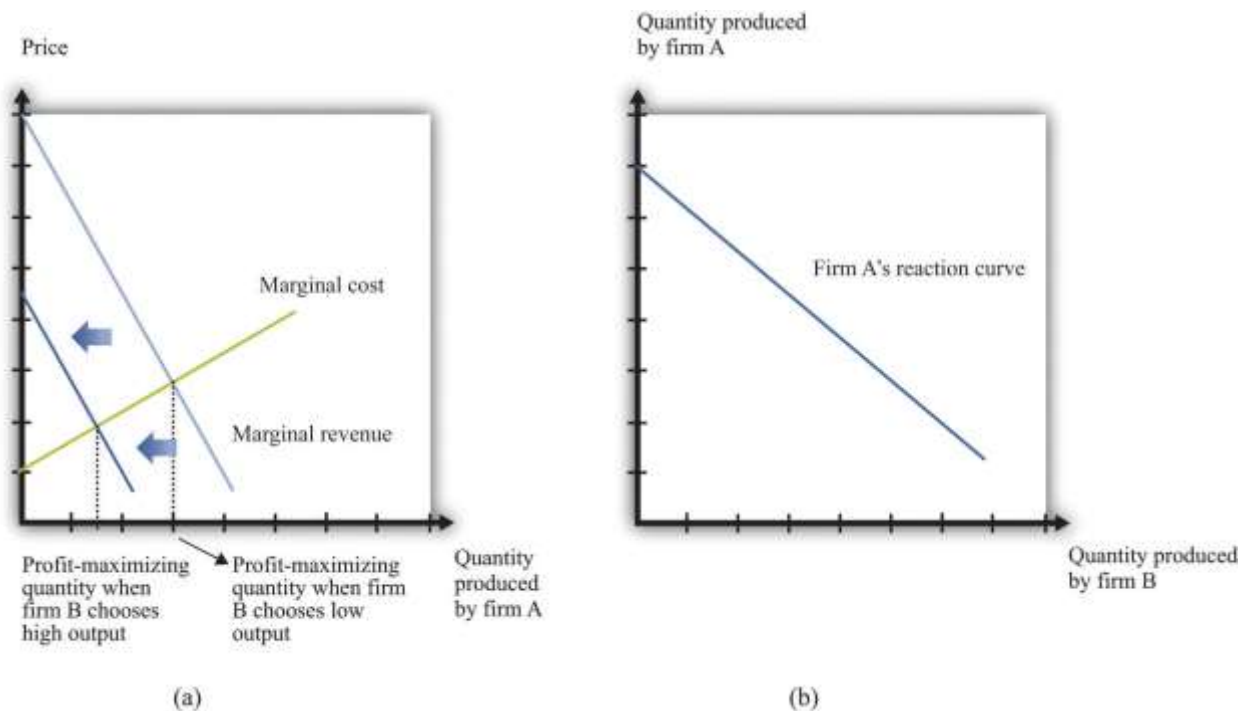 Price
Marginal cost
Marginal revenue
Profit-maximizing
quantity when
firm B chooses
high output
Profit-maximizing
quantity when firm
B chooses low
output
Quantity
produced
by firm A
(a)
Quantity produced
by firm A
Firm A’s reaction curve
Quantity produced
by firm B
(b)